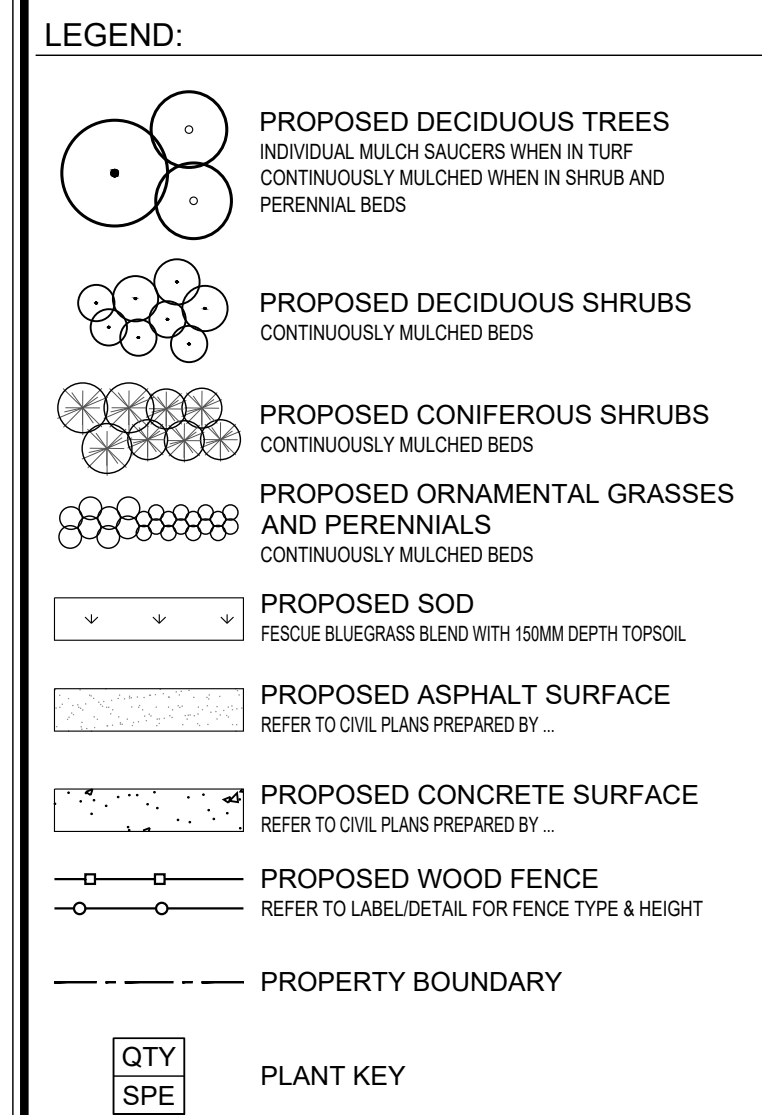 LEGEND:
PROPOSED DECIDUOUS TREES
INDIVIDUAL MULCH SAUCERS WHEN IN TURF
CONTINUOUSLY MULCHED WHEN IN SHRUB AND
PERENNIAL BEDS
PROPOSED DECIDUOUS SHRUBS
CONTINUOUSLY MULCHED BEDS
PROPOSED CONIFEROUS SHRUBS
CONTINUOUSLY MULCHED BEDS
PROPOSED ORNAMENTAL GRASSES
AND PERENNIALS
CONTINUOUSLY MULCHED BEDS
PROPOSED SOD
FESCUE BLUEGRASS BLEND WITH 150MM DEPTH TOPSOIL
PROPOSED ASPHALT SURFACE
REFER TO CIVIL PLANS PREPARED BY ...
PROPOSED CONCRETE SURFACE
REFER TO CIVIL PLANS PREPARED BY ...
PROPOSED WOOD FENCE
REFER TO LABEL/DETAIL FOR FENCE TYPE & HEIGHT
PROPERTY BOUNDARY
QTY
SPE
PLANT KEY